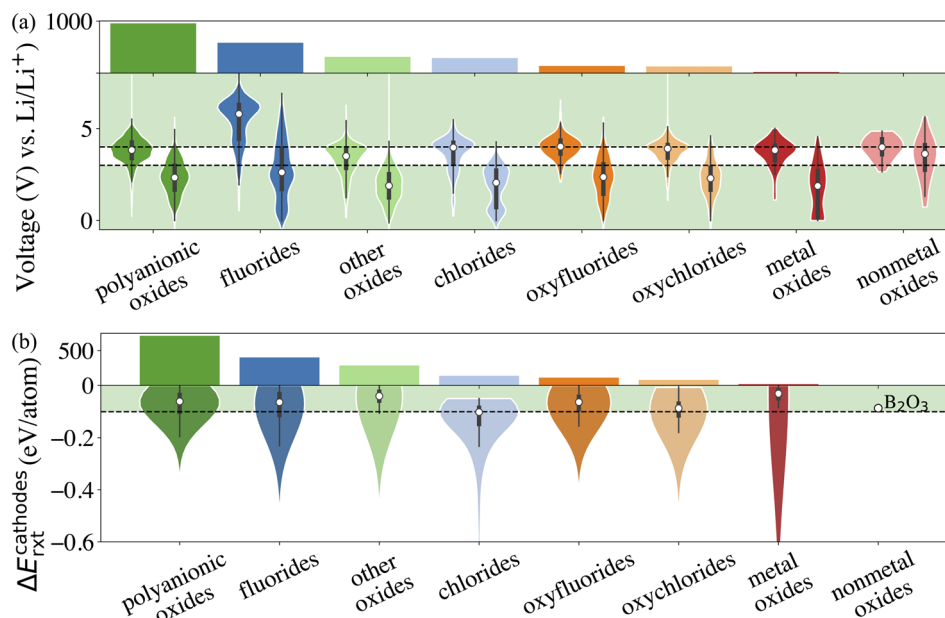 (a)
1000
Voltage (V) vs. Li/Li⁺
5
0
polyanionic oxides
fluorides
other oxides
chlorides
oxyfluorides
oxychlorides
metal oxides
nonmetal oxides
(b)
500
0
−0.2
−0.4
−0.6
ΔE_rxt^cathodes (eV/atom)
B₂O₃
polyanionic oxides
fluorides
other oxides
chlorides
oxyfluorides
oxychlorides
metal oxides
nonmetal oxides